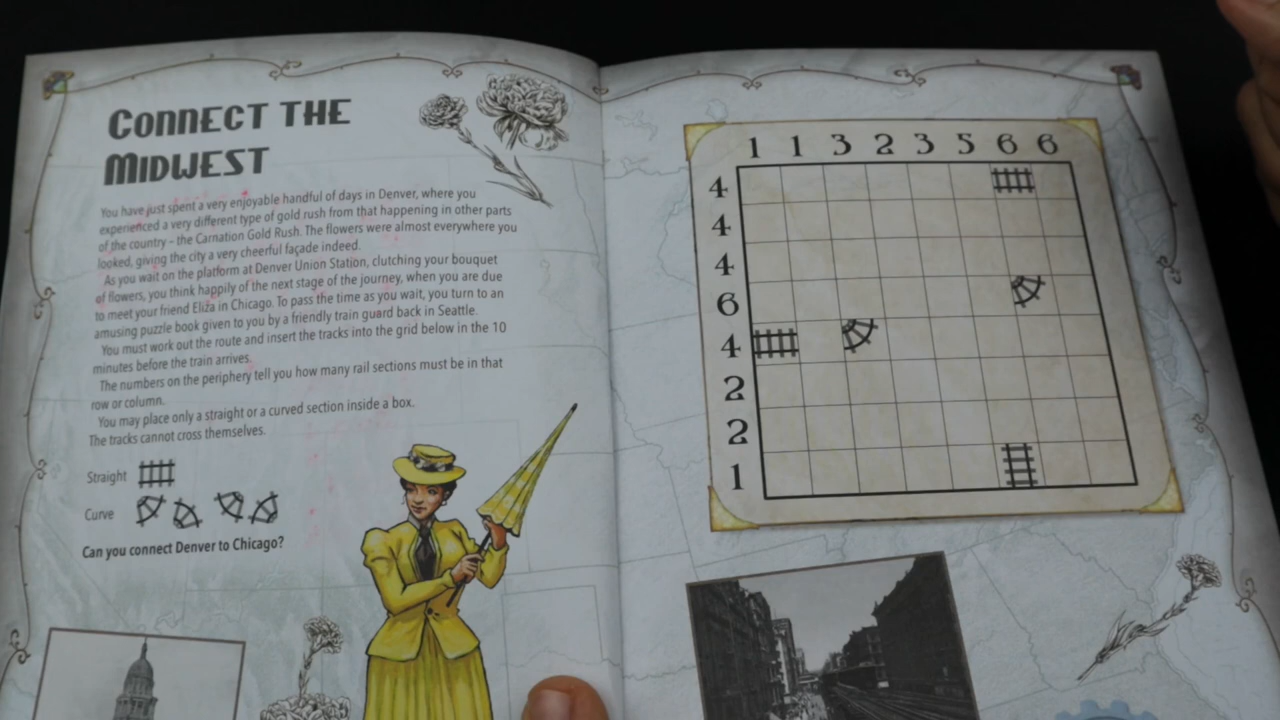 CONNECT THE
MIDWEST
You have just spent a very enjoyable handful of days in Denver, where you
experienced a very different type of gold rush from that happening in other parts
of the country – the Carnation Gold Rush. The flowers were almost everywhere you
looked, giving the city a very cheerful façade indeed.
As you wait on the platform at Denver Union Station, clutching your bouquet
of flowers, you think happily of the next stage of the journey, when you are due
to meet your friend Eliza in Chicago. To pass the time as you wait, you turn to an
amusing puzzle book given to you by a friendly train guard back in Seattle.
You must work out the route and insert the tracks into the grid below in the 10
minutes before the train arrives.
The numbers on the periphery tell you how many rail sections must be in that
row or column.
You may place only a straight or a curved section inside a box.
The tracks cannot cross themselves.
Straight
Curve
Can you connect Denver to Chicago?
1 1 3 2 3 5 6 6
4
4
4
6
4
2
2
1